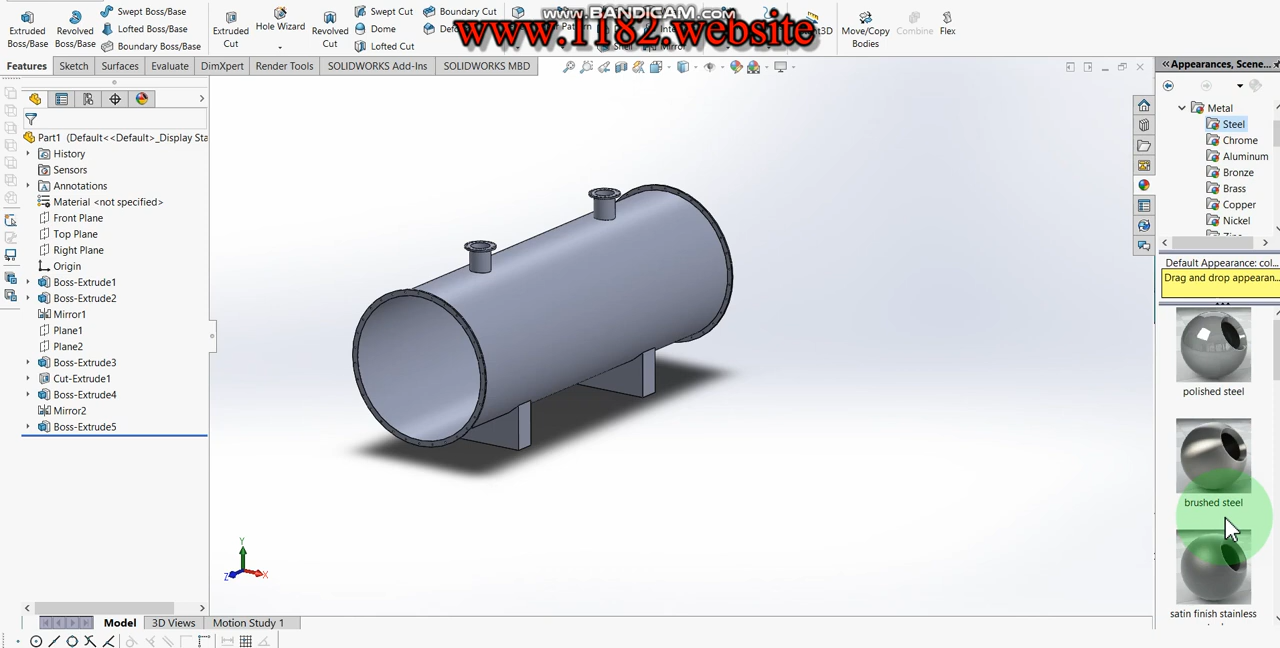 www.BANDICAM.com
www.1182.website
Extruded
Boss/Base
Revolved
Boss/Base
Swept Boss/Base
Lofted Boss/Base
Boundary Boss/Base
Extruded
Cut
Hole Wizard
Revolved
Cut
Swept Cut
Dome
Lofted Cut
Boundary Cut
Move/Copy
Bodies
Combine
Flex
Features
Sketch
Surfaces
Evaluate
DimXpert
Render Tools
SOLIDWORKS Add-Ins
SOLIDWORKS MBD
Part1 (Default<<Default>_Display Sta
History
Sensors
Annotations
Material <not specified>
Front Plane
Top Plane
Right Plane
Origin
Boss-Extrude1
Boss-Extrude2
Mirror1
Plane1
Plane2
Boss-Extrude3
Cut-Extrude1
Boss-Extrude4
Mirror2
Boss-Extrude5
Y
Z
X
Model
3D Views
Motion Study 1
Appearances, Scene...
Metal
Steel
Chrome
Aluminum
Bronze
Brass
Copper
Nickel
Default Appearance: col...
Drag and drop appearan...
polished steel
brushed steel
satin finish stainless